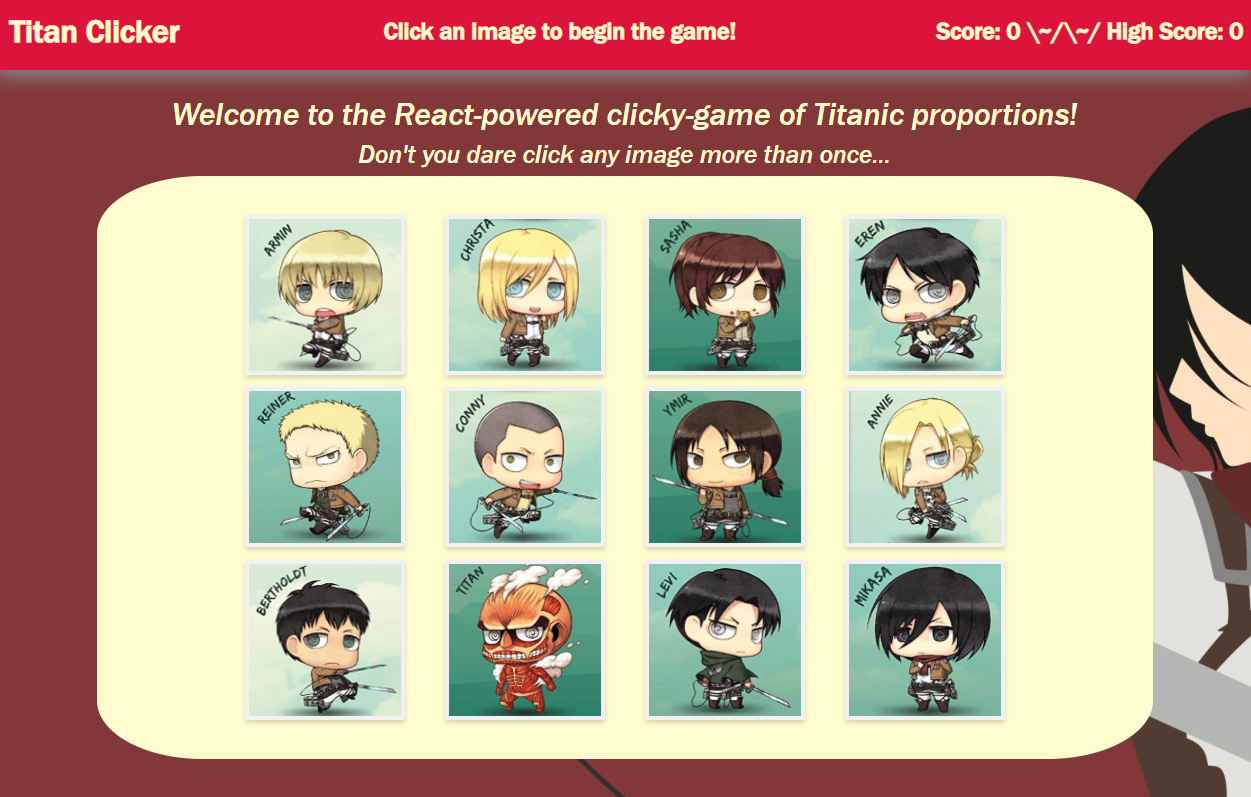 Titan Clicker
Click an image to begin the game!
Score: 0 \~/\~/ High Score: 0
Welcome to the React-powered clicky-game of Titanic proportions!
Don't you dare click any image more than once...
ARMIN
CHRISTA
SASHA
EREN
REINER
CONNY
YMIR
ANNIE
BERTHOLDT
TITAN
LEVI
MIKASA